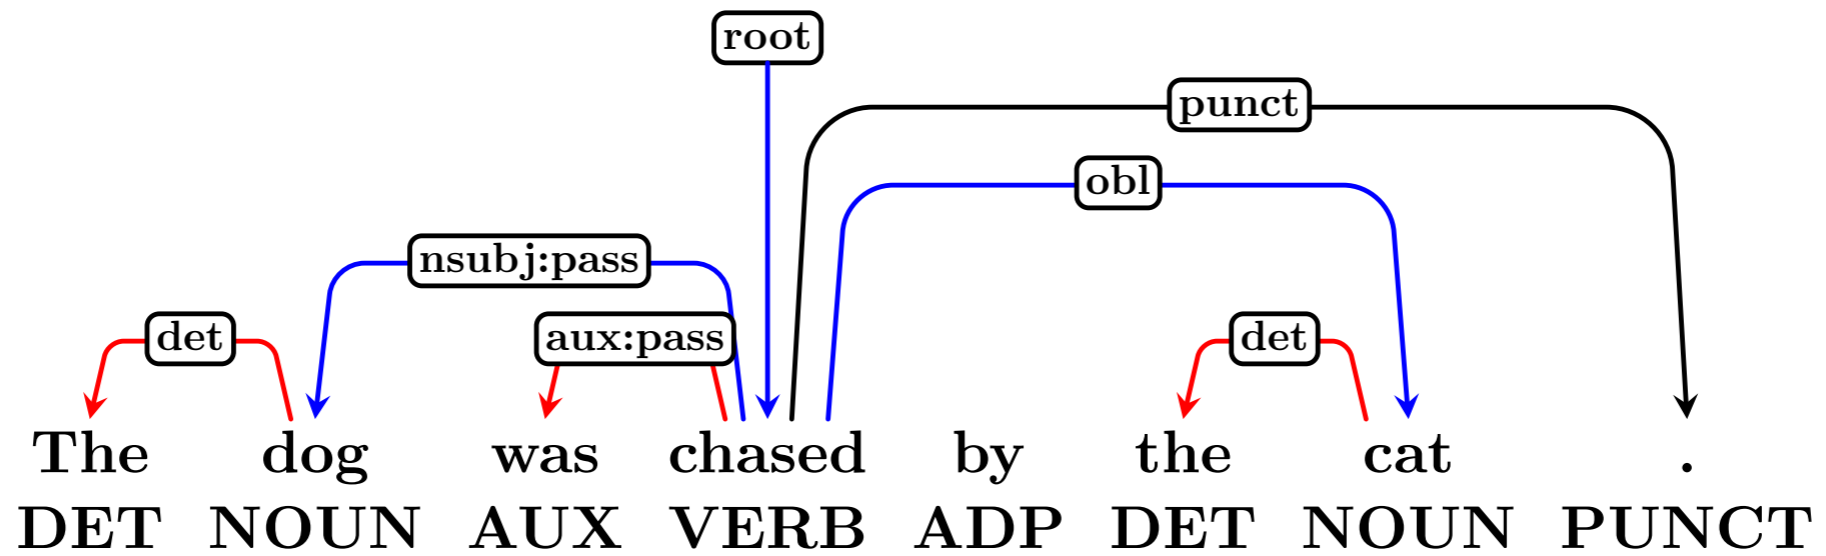 root
punct
obl
nsubj:pass
det aux:pass det
The dog was chased by the cat .
DET NOUN AUX VERB ADP DET NOUN PUNCT